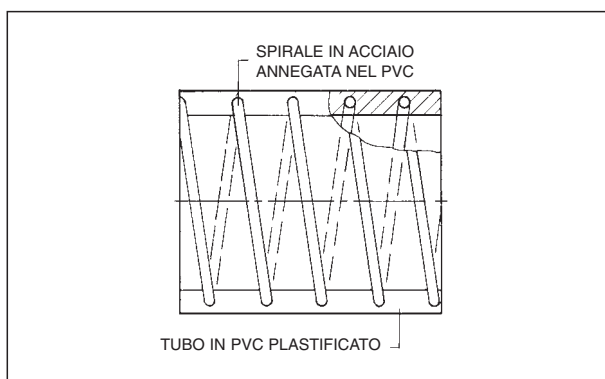 SPIRALE IN ACCIAIO
ANNEGATA NEL PVC
TUBO IN PVC PLASTIFICATO